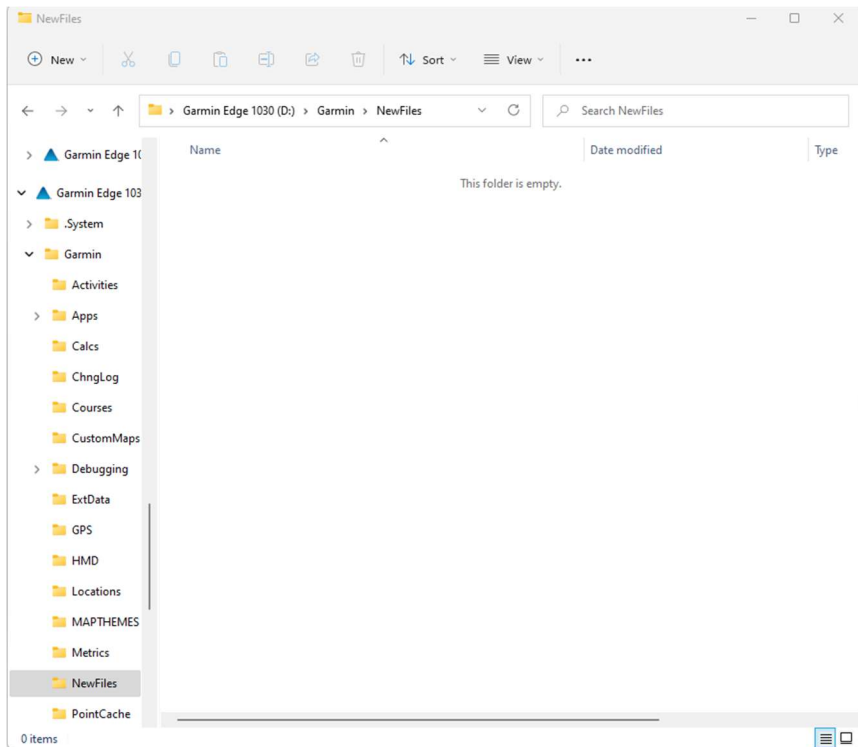 NewFiles
New
Sort
View
Garmin Edge 1030 (D:) > Garmin > NewFiles
Search NewFiles
Name
Date modified
Type
This folder is empty.
Garmin Edge 10
Garmin Edge 103
.System
Garmin
Activities
Apps
Calcs
ChngLog
Courses
CustomMaps
Debugging
ExtData
GPS
HMD
Locations
MAPTHEMES
Metrics
NewFiles
PointCache
0 items